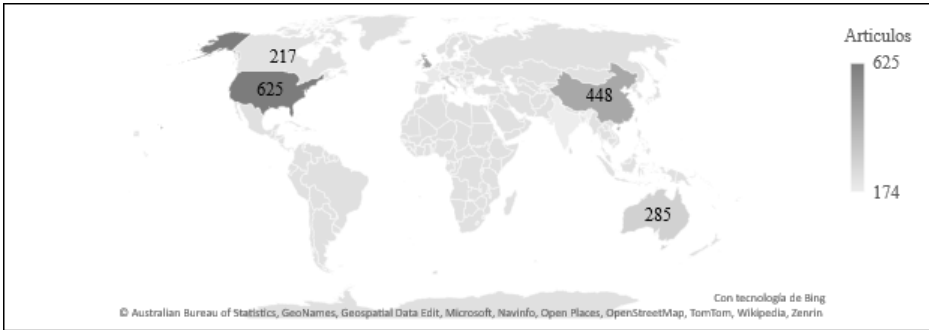 Articulos
625
174
217
625
448
285
Con tecnología de Bing
© Australian Bureau of Statistics, GeoNames, Geospatial Data Edit, Microsoft, Navinfo, Open Places, OpenStreetMap, TomTom, Wikipedia, Zenrin